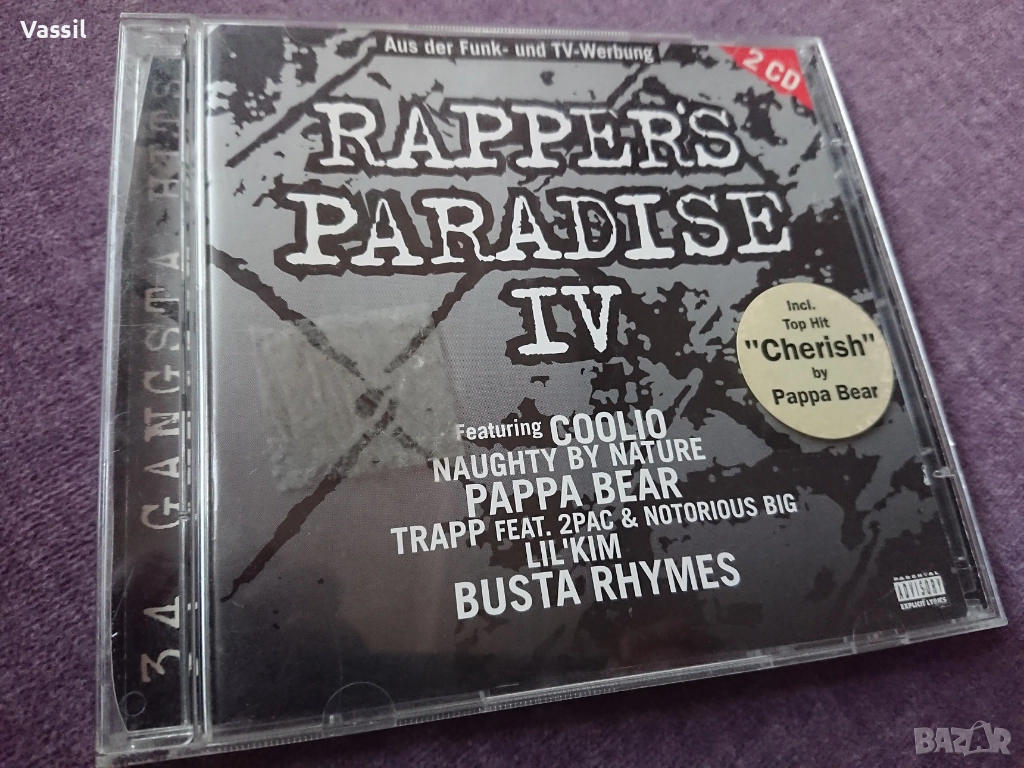 Vassil
Aus der Funk- und TV-Werbung
2 CD
RAPPER'S
PARADISE
IV
Incl.
Top Hit
"Cherish"
by
Pappa Bear
Featuring COOLIO
NAUGHTY BY NATURE
PAPPA BEAR
TRAPP FEAT. 2PAC & NOTORIOUS BIG
LIL'KIM
BUSTA RHYMES
PARENTAL
ADVISORY
EXPLICIT LYRICS
34 GANGSTA HITS
BAZAR